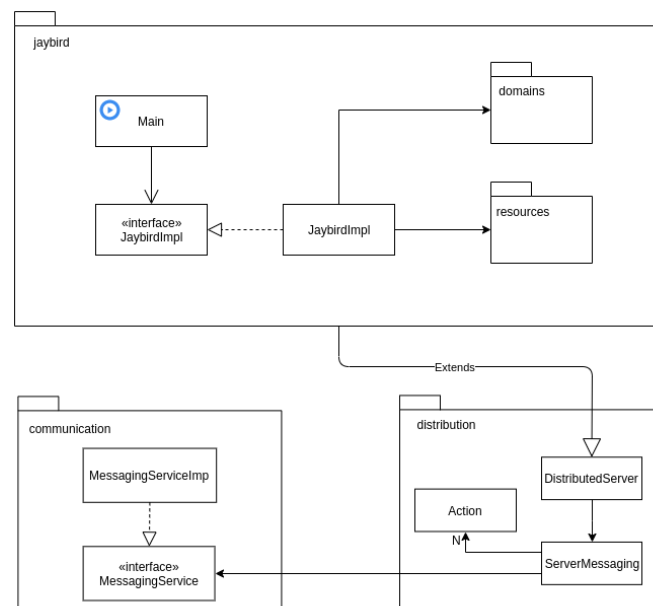 jaybird
domains
Main
resources
«interface»
JaybirdImpl
JaybirdImpl
Extends
communication
distribution
MessagingServiceImp
DistributedServer
Action
N
«interface»
MessagingService
ServerMessaging